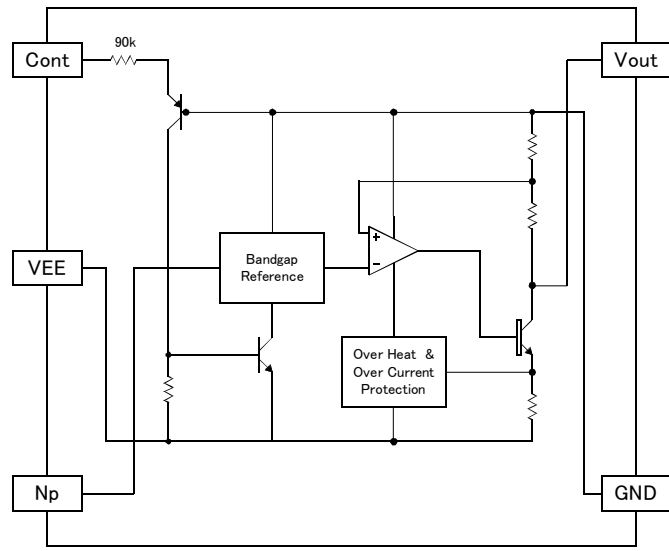 90k
Cont
Vout
VEE
Bandgap
Reference
+
−
Over Heat &
Over Current
Protection
Np
GND